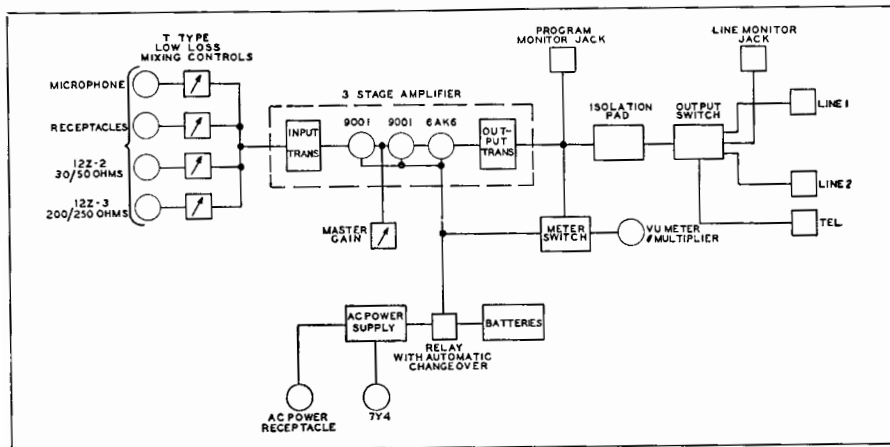 T TYPE
LOW LOSS
MIXING CONTROLS
MICROPHONE
RECEPTACLES
12Z-2
30/50 OHMS
12Z-3
200/250 OHMS
3 STAGE AMPLIFIER
INPUT
TRANS
9001
9001
6AK6
OUT-
PUT
TRANS
MASTER
GAIN
PROGRAM
MONITOR JACK
LINE MONITOR
JACK
ISOLATION
PAD
OUTPUT
SWITCH
LINE 1
LINE 2
TEL.
METER
SWITCH
VU METER
& MULTIPLIER
AC POWER
SUPPLY
BATTERIES
RELAY
WITH AUTOMATIC
CHANGEOVER
AC POWER
RECEPTACLE
7Y4